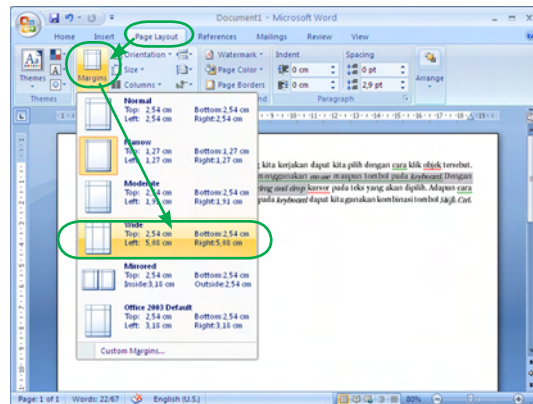 Document1 - Microsoft Word
Home Insert Page Layout References Mailings Review View
Themes
Margins
Orientation
Size
Columns
Watermark
Page Color
Page Borders
Indent
0 cm
0 cm
Spacing
0 pt
2,9 pt
Arrange
Themes
Paragraph
Normal
Top: 2,54 cm Bottom: 2,54 cm
Left: 2,54 cm Right: 2,54 cm
Narrow
Top: 1,27 cm Bottom: 1,27 cm
Left: 1,27 cm Right: 1,27 cm
Moderate
Top: 2,54 cm Bottom: 2,54 cm
Left: 1,91 cm Right: 1,91 cm
Wide
Top: 2,54 cm Bottom: 2,54 cm
Left: 5,08 cm Right: 5,08 cm
Mirrored
Top: 2,54 cm Bottom: 2,54 cm
Inside: 3,18 cm Outside: 2,54 cm
Office 2003 Default
Top: 2,54 cm Bottom: 2,54 cm
Left: 3,18 cm Right: 3,18 cm
Custom Margins...
kita kerjakan dapat kita pilih dengan cara klik objek tersebut.
menggunakan mouse maupun tombol pada keyboard. Dengan
and drop kursor pada teks yang akan dipilih. Adapun cara
pada keyboard dapat kita gunakan kombinasi tombol Shift, Carl,
Page: 1 of 1 Words: 22/67 English (U.S.) 80%